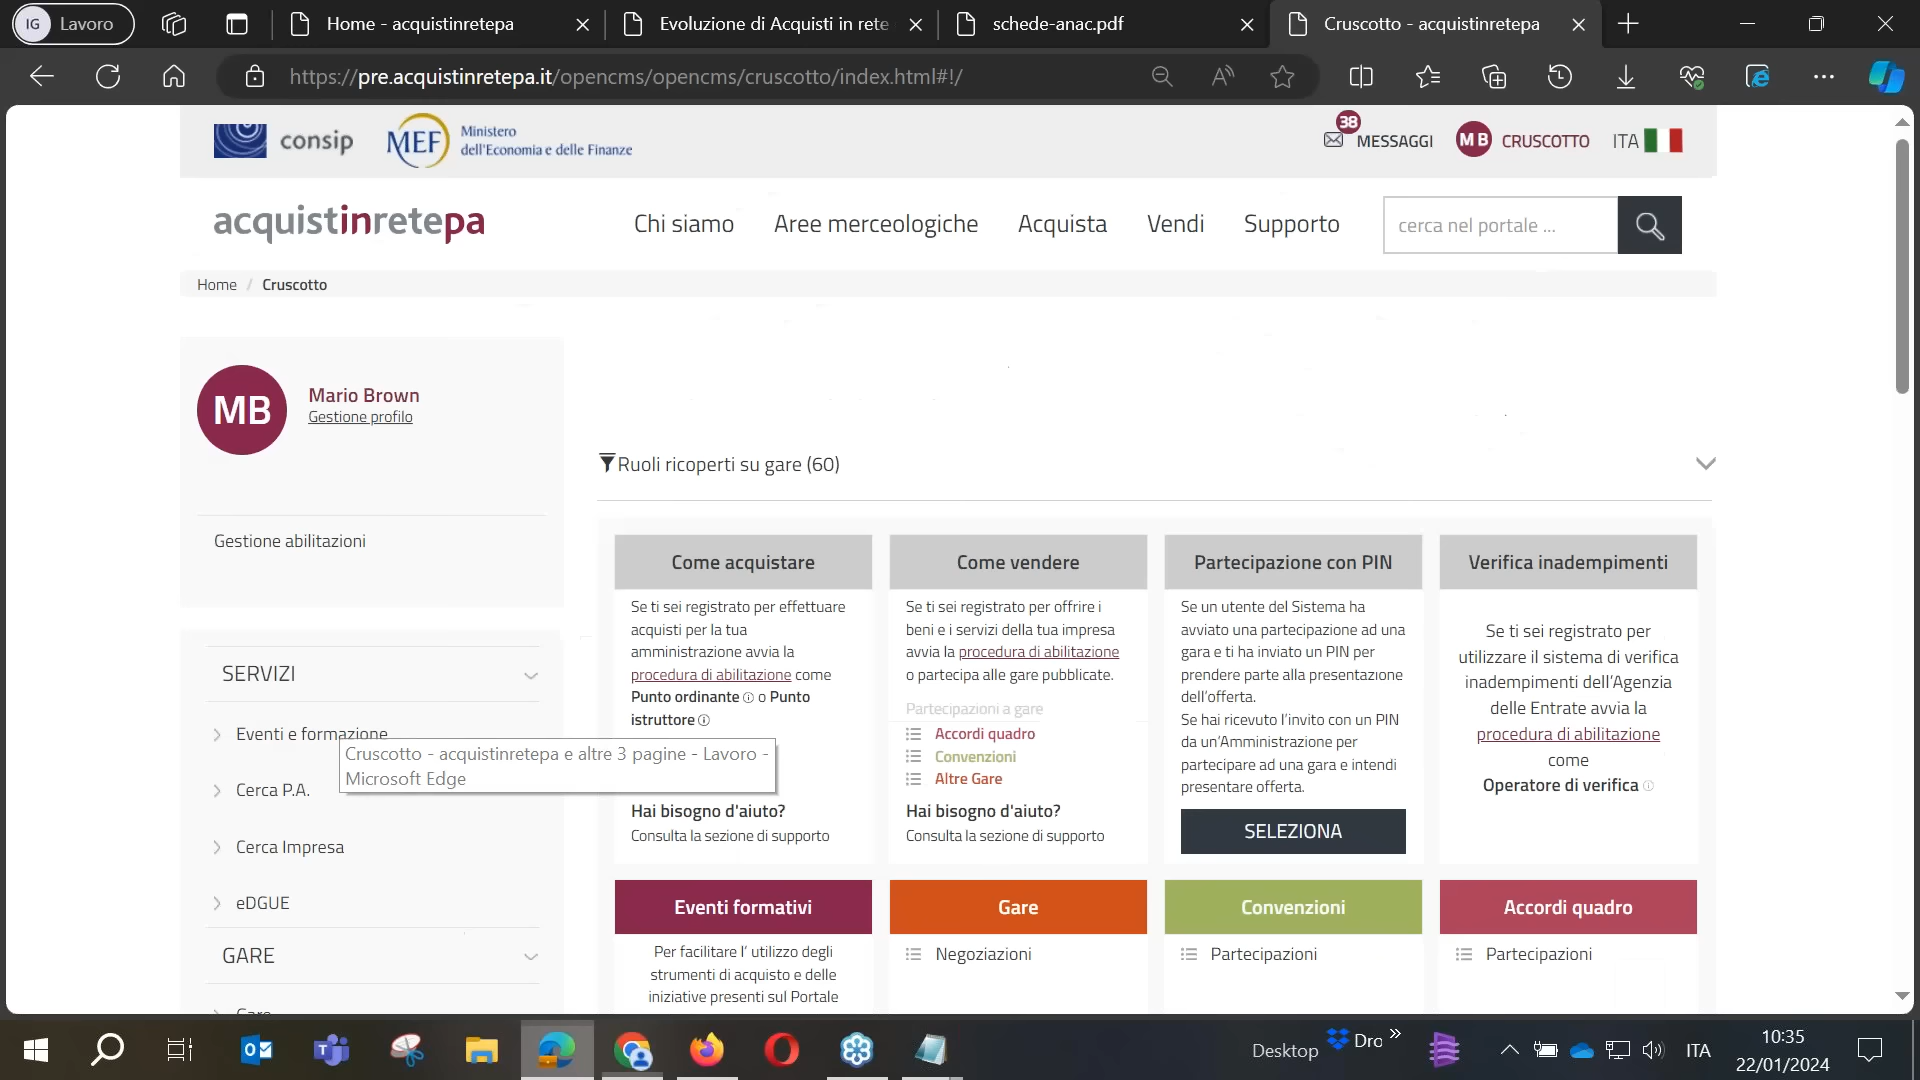 IG Lavoro
Home - acquistinretepa
Evoluzione di Acquisti in rete
schede-anac.pdf
Cruscotto - acquistinretepa
https://pre.acquistinretepa.it/opencms/opencms/cruscotto/index.html#!/
consip
MEF
Ministero
dell'Economia e delle Finanze
38
MESSAGGI
MB CRUSCOTTO
ITA
acquistinretepa
Chi siamo
Aree merceologiche
Acquista
Vendi
Supporto
cerca nel portale ...
Home / Cruscotto
MB
Mario Brown
Gestione profilo
Gestione abilitazioni
SERVIZI
Eventi e formazione
Cruscotto - acquistinretepa e altre 3 pagine - Lavoro -
Microsoft Edge
Cerca P.A.
Cerca Impresa
eDGUE
GARE
Ruoli ricoperti su gare (60)
Come acquistare
Se ti sei registrato per effettuare
acquisti per la tua
amministrazione avvia la
procedura di abilitazione come
Punto ordinante o Punto
istruttore
Hai bisogno d'aiuto?
Consulta la sezione di supporto
Come vendere
Se ti sei registrato per offrire i
beni e i servizi della tua impresa
avvia la procedura di abilitazione
o partecipa alle gare pubblicate.
Partecipazioni a gare
Accordi quadro
Convenzioni
Altre Gare
Hai bisogno d'aiuto?
Consulta la sezione di supporto
Partecipazione con PIN
Se un utente del Sistema ha
avviato una partecipazione ad una
gara e ti ha inviato un PIN per
prendere parte alla presentazione
dell'offerta.
Se hai ricevuto l'invito con un PIN
da un'Amministrazione per
partecipare ad una gara e intendi
presentare offerta.
SELEZIONA
Verifica inadempimenti
Se ti sei registrato per
utilizzare il sistema di verifica
inadempimenti dell'Agenzia
delle Entrate avvia la
procedura di abilitazione
come
Operatore di verifica
Eventi formativi
Per facilitare l' utilizzo degli
strumenti di acquisto e delle
iniziative presenti sul Portale
Gare
Negoziazioni
Convenzioni
Partecipazioni
Accordi quadro
Partecipazioni
Desktop
Dro
ITA
10:35
22/01/2024